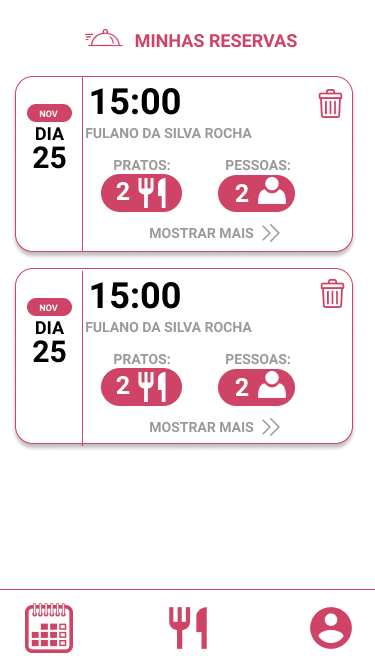 MINHAS RESERVAS
NOV
DIA
25
15:00
FULANO DA SILVA ROCHA
PRATOS: PESSOAS:
2 2
MOSTRAR MAIS
NOV
DIA
25
15:00
FULANO DA SILVA ROCHA
PRATOS: PESSOAS:
2 2
MOSTRAR MAIS